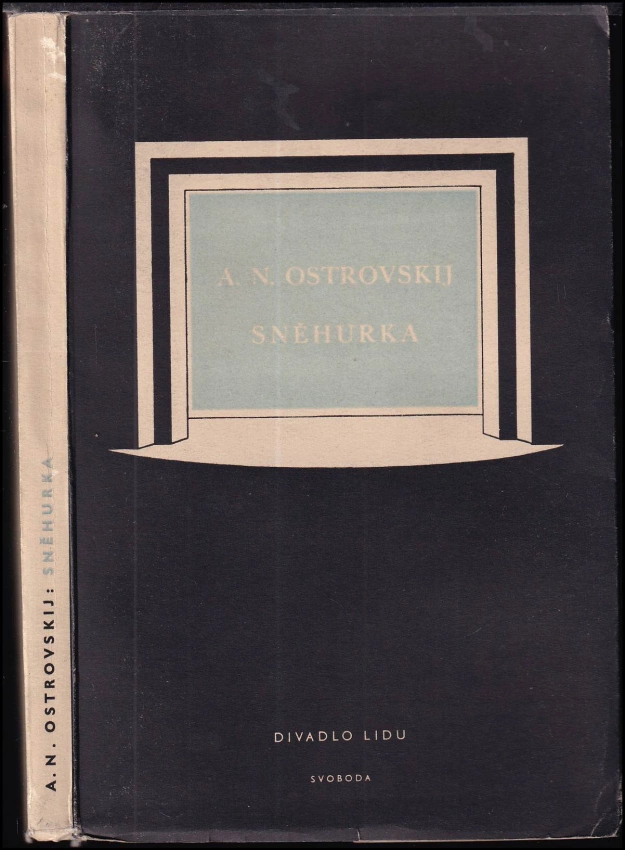 A. N. OSTROVSKIJ: SNĚHURKA
A. N. OSTROVSKIJ
SNĚHURKA
DIVADLO LIDU
SVOBODA